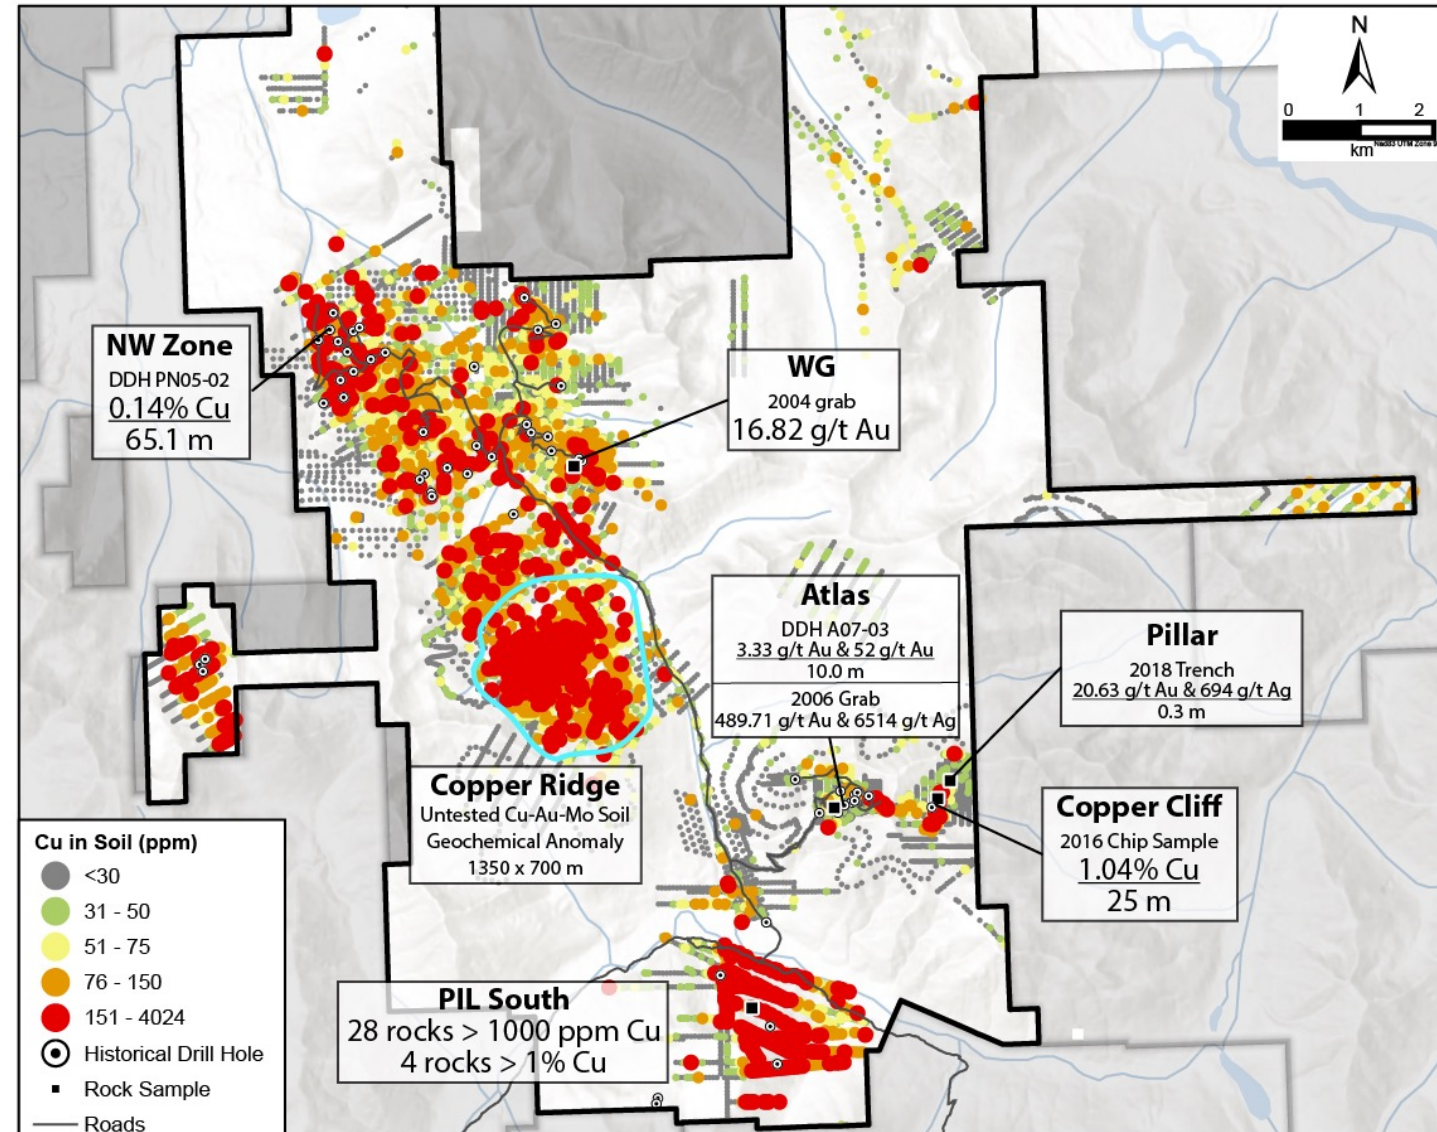 N
0 1 2
km
NW Zone
DDH PN05-02
0.14% Cu
65.1 m
WG
2004 grab
16.82 g/t Au
Atlas
DDH A07-03
3.33 g/t Au & 52 g/t Au
10.0 m
2006 Grab
489.71 g/t Au & 6514 g/t Ag
Pillar
2018 Trench
20.63 g/t Au & 694 g/t Ag
0.3 m
Copper Ridge
Untested Cu-Au-Mo Soil
Geochemical Anomaly
1350 x 700 m
Copper Cliff
2016 Chip Sample
1.04% Cu
25 m
PIL South
28 rocks > 1000 ppm Cu
4 rocks > 1% Cu
Cu in Soil (ppm)
<30
31 - 50
51 - 75
76 - 150
151 - 4024
Historical Drill Hole
Rock Sample
Roads